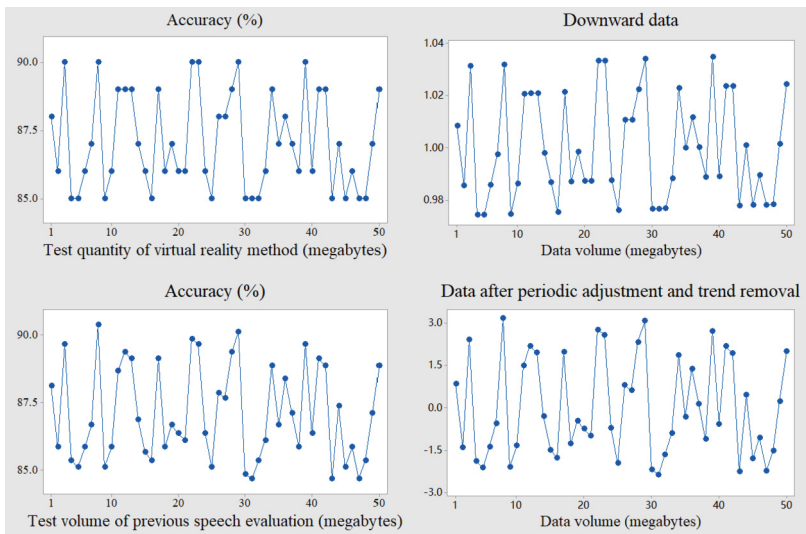 Accuracy (%)
90.0
87.5
85.0
1 10 20 30 40 50
Test quantity of virtual reality method (megabytes)
Downward data
1.04
1.02
1.00
0.98
1 10 20 30 40 50
Data volume (megabytes)
Accuracy (%)
90.0
87.5
85.0
1 10 20 30 40 50
Test volume of previous speech evaluation (megabytes)
Data after periodic adjustment and trend removal
3.0
1.5
0.0
-1.5
-3.0
1 10 20 30 40 50
Data volume (megabytes)